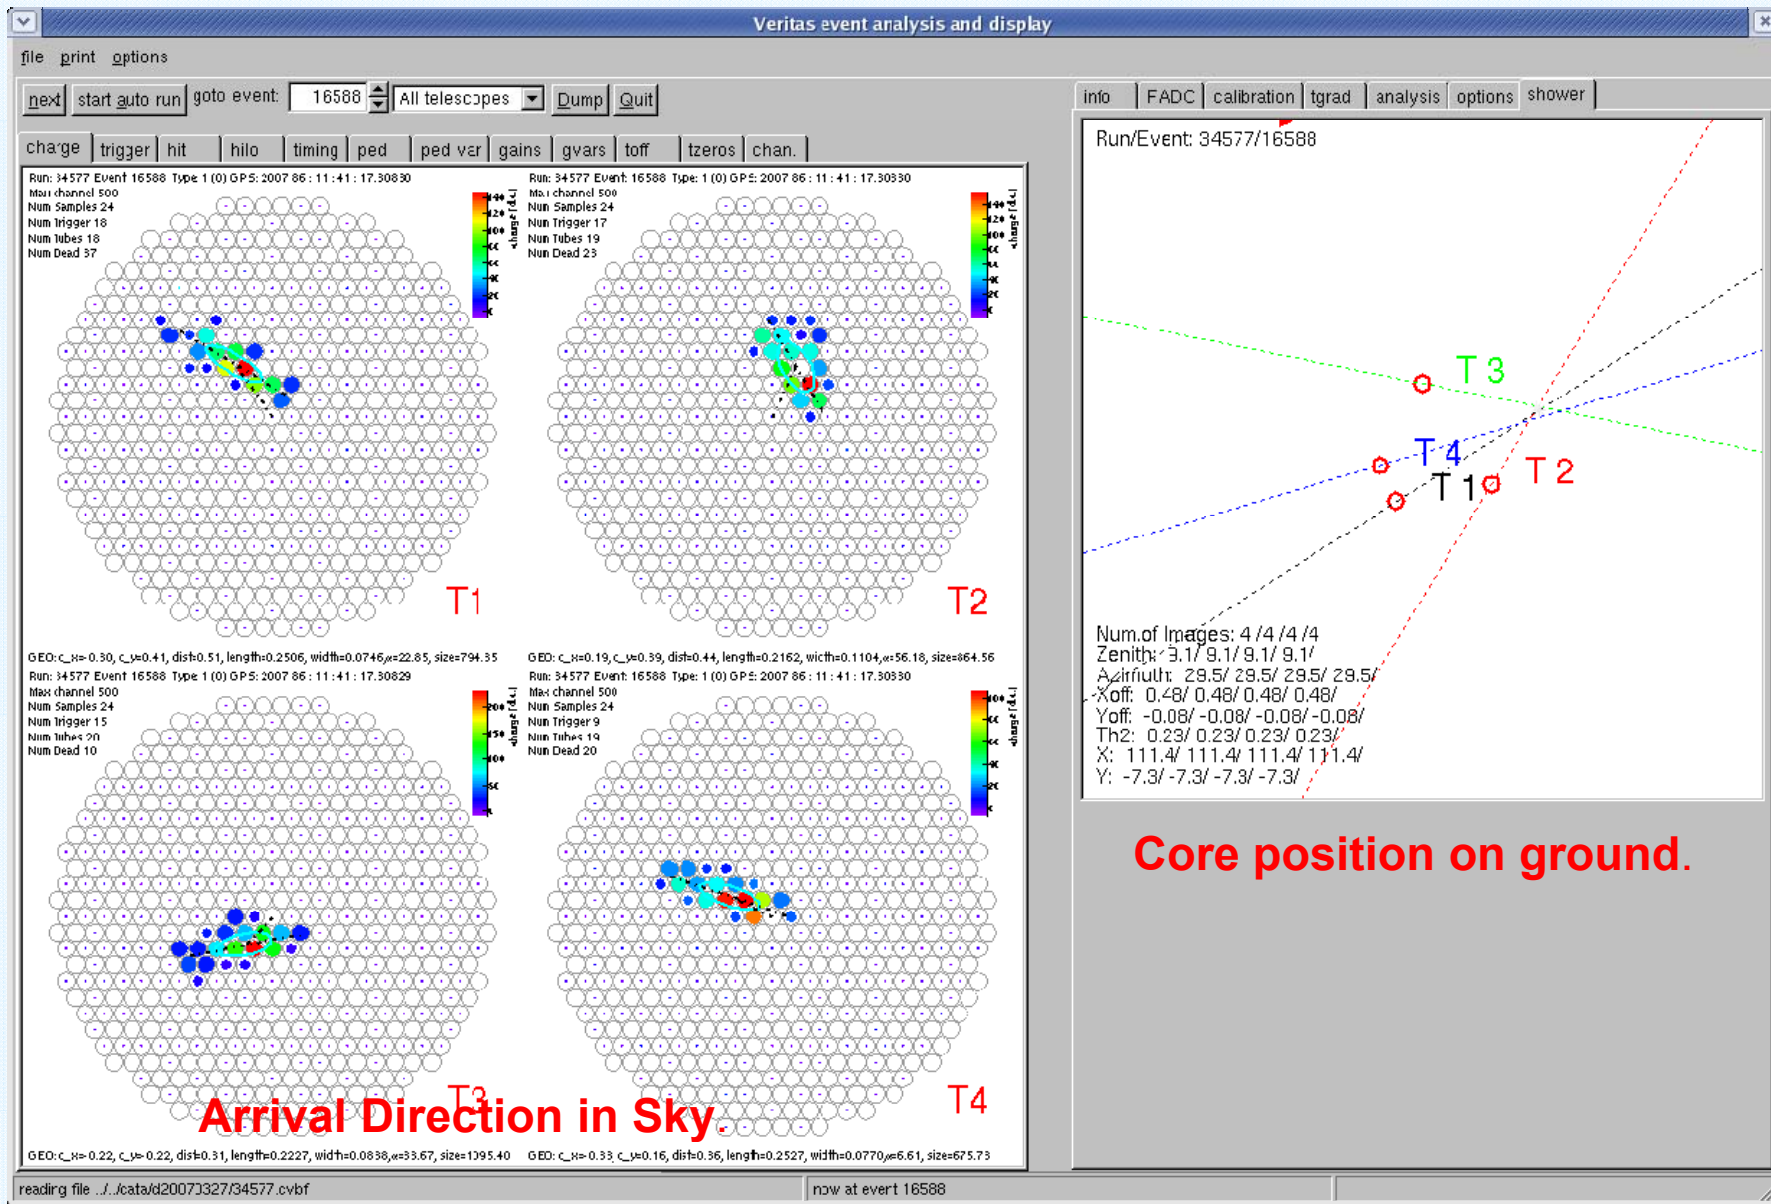 Veritas event analysis and display
file print options
next start auto run goto event: 16588 All telescopes Dump Quit
charge trigger hit hilo timing ped ped var gains gvars toff tzeros chan.
info FADC calibration tgrad analysis options shower
Run: 34577 Event 16588 Type 1 (0) GPS: 2007 86 : 11 : 41 : 17.30830
Max channel 500
Num Samples 24
Num Trigger 18
Num Tubes 18
Num Dead 37
T1
GEO: c_x=-0.30, c_y=0.41, dist=0.51, length=0.2506, width=0.0746, α=22.85, size=794.35
Run: 34577 Event: 16588 Type: 1 (0) GPS: 2007 86 : 11 : 41 : 17.30830
Max channel 500
Num Samples 24
Num Trigger 17
Num Tubes 19
Num Dead 23
T2
GEO: c_x=0.19, c_y=0.39, dist=0.44, length=0.2162, width=0.1104, α=56.18, size=864.56
Run: 34577 Event 16588 Type 1 (0) GPS: 2007 86 : 11 : 41 : 17.30829
Max channel 500
Num Samples 24
Num Trigger 15
Num Tubes 20
Num Dead 10
T3
GEO: c_x=-0.22, c_y=-0.22, dist=0.31, length=0.2227, width=0.0838, α=33.67, size=1095.40
Run: 34577 Event: 16588 Type: 1 (0) GPS: 2007 86 : 11 : 41 : 17.30830
Max channel 500
Num Samples 24
Num Trigger 9
Num Tubes 19
Num Dead 20
T4
GEO: c_x=-0.33, c_y=0.16, dist=0.36, length=0.2527, width=0.0770, α=6.61, size=675.73
Arrival Direction in Sky.
Run/Event: 34577/16588
T 3
T 4
T 1
T 2
Num.of Images: 4 /4 /4 /4
Zenith: 9.1/ 9.1/ 9.1/ 9.1/
Azimuth: 29.5/ 29.5/ 29.5/ 29.5/
Xoff: 0.48/ 0.48/ 0.48/ 0.48/
Yoff: -0.08/ -0.08/ -0.08/ -0.08/
Th2: 0.23/ 0.23/ 0.23/ 0.23/
X: 111.4/ 111.4/ 111.4/ 111.4/
Y: -7.3/ -7.3/ -7.3/ -7.3/
Core position on ground.
now at event 16588